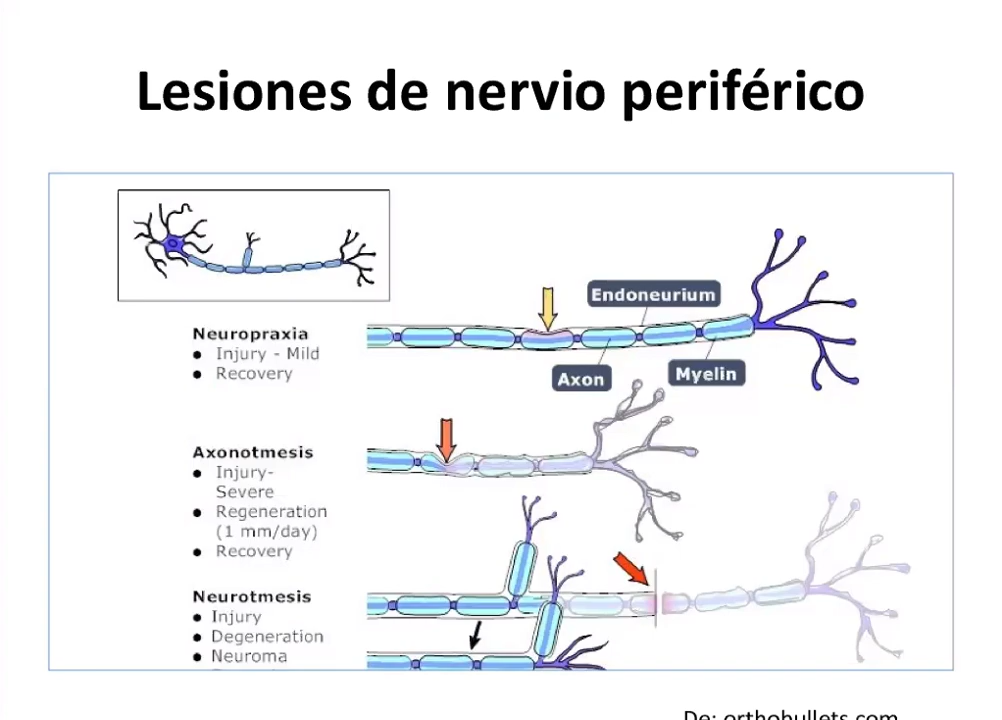 Lesiones de nervio periférico
Endoneurium
Neuropraxia
● Injury - Mild
● Recovery
Axon
Myelin
Axonotmesis
● Injury-
Severe
● Regeneration
(1 mm/day)
● Recovery
Neurotmesis
● Injury
● Degeneration
● Neuroma
De: orthobullets.com